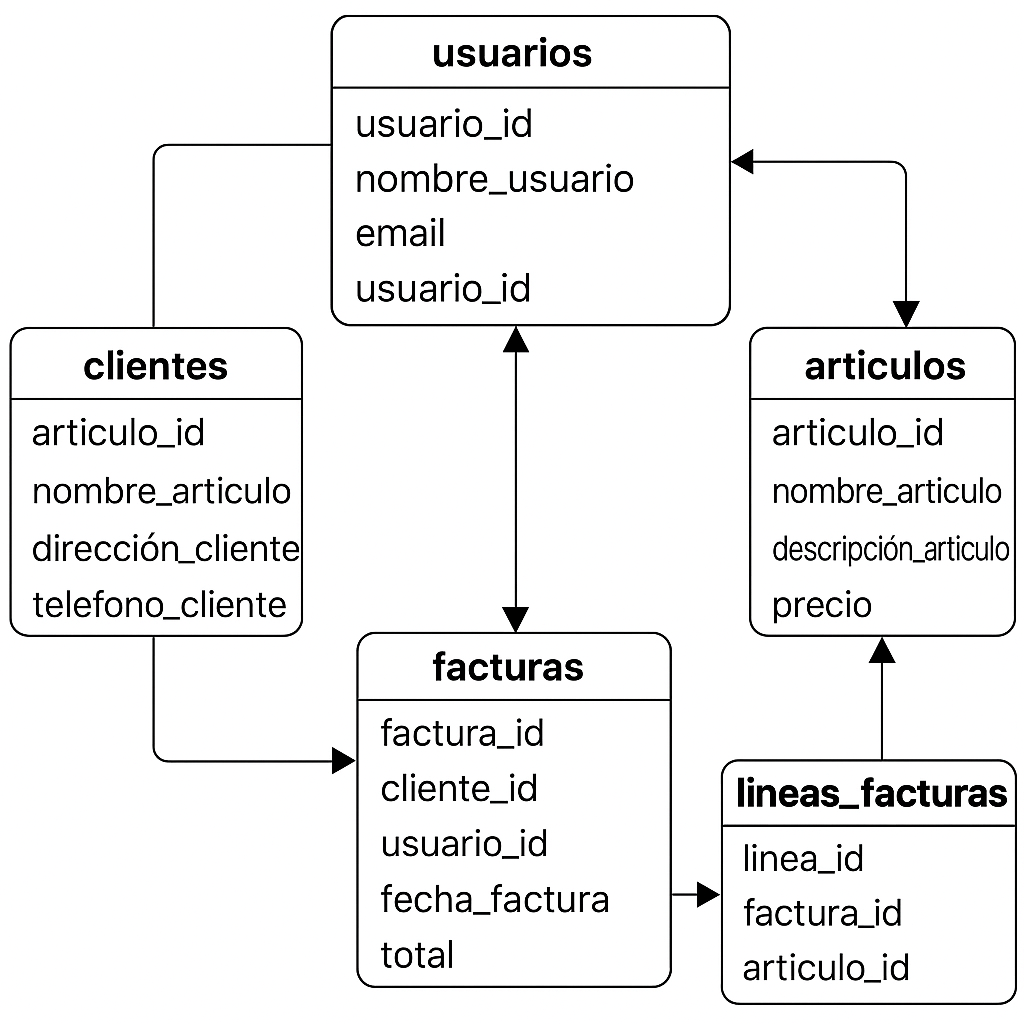 usuarios
usuario_id
nombre_usuario
email
usuario_id
clientes
articulo_id
nombre_articulo
dirección_cliente
telefono_cliente
articulos
articulo_id
nombre_articulo
descripción_articulo
precio
facturas
factura_id
cliente_id
usuario_id
fecha_factura
total
lineas_facturas
linea_id
factura_id
articulo_id